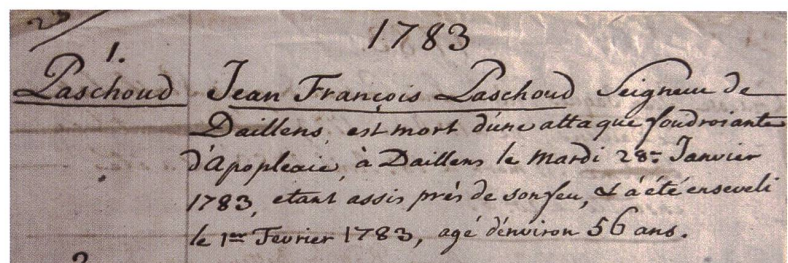 1783
1.
Paschoud Jean François Paschoud Seigneur de
Daillens, est mort d'une attaque foudroiante
d'Apoplexie, à Daillens le Mardi 28e Janvier
1783, etant assis près de son feu, & a été enseveli
le 1er Fevrier 1783, agé d'environ 56 ans.